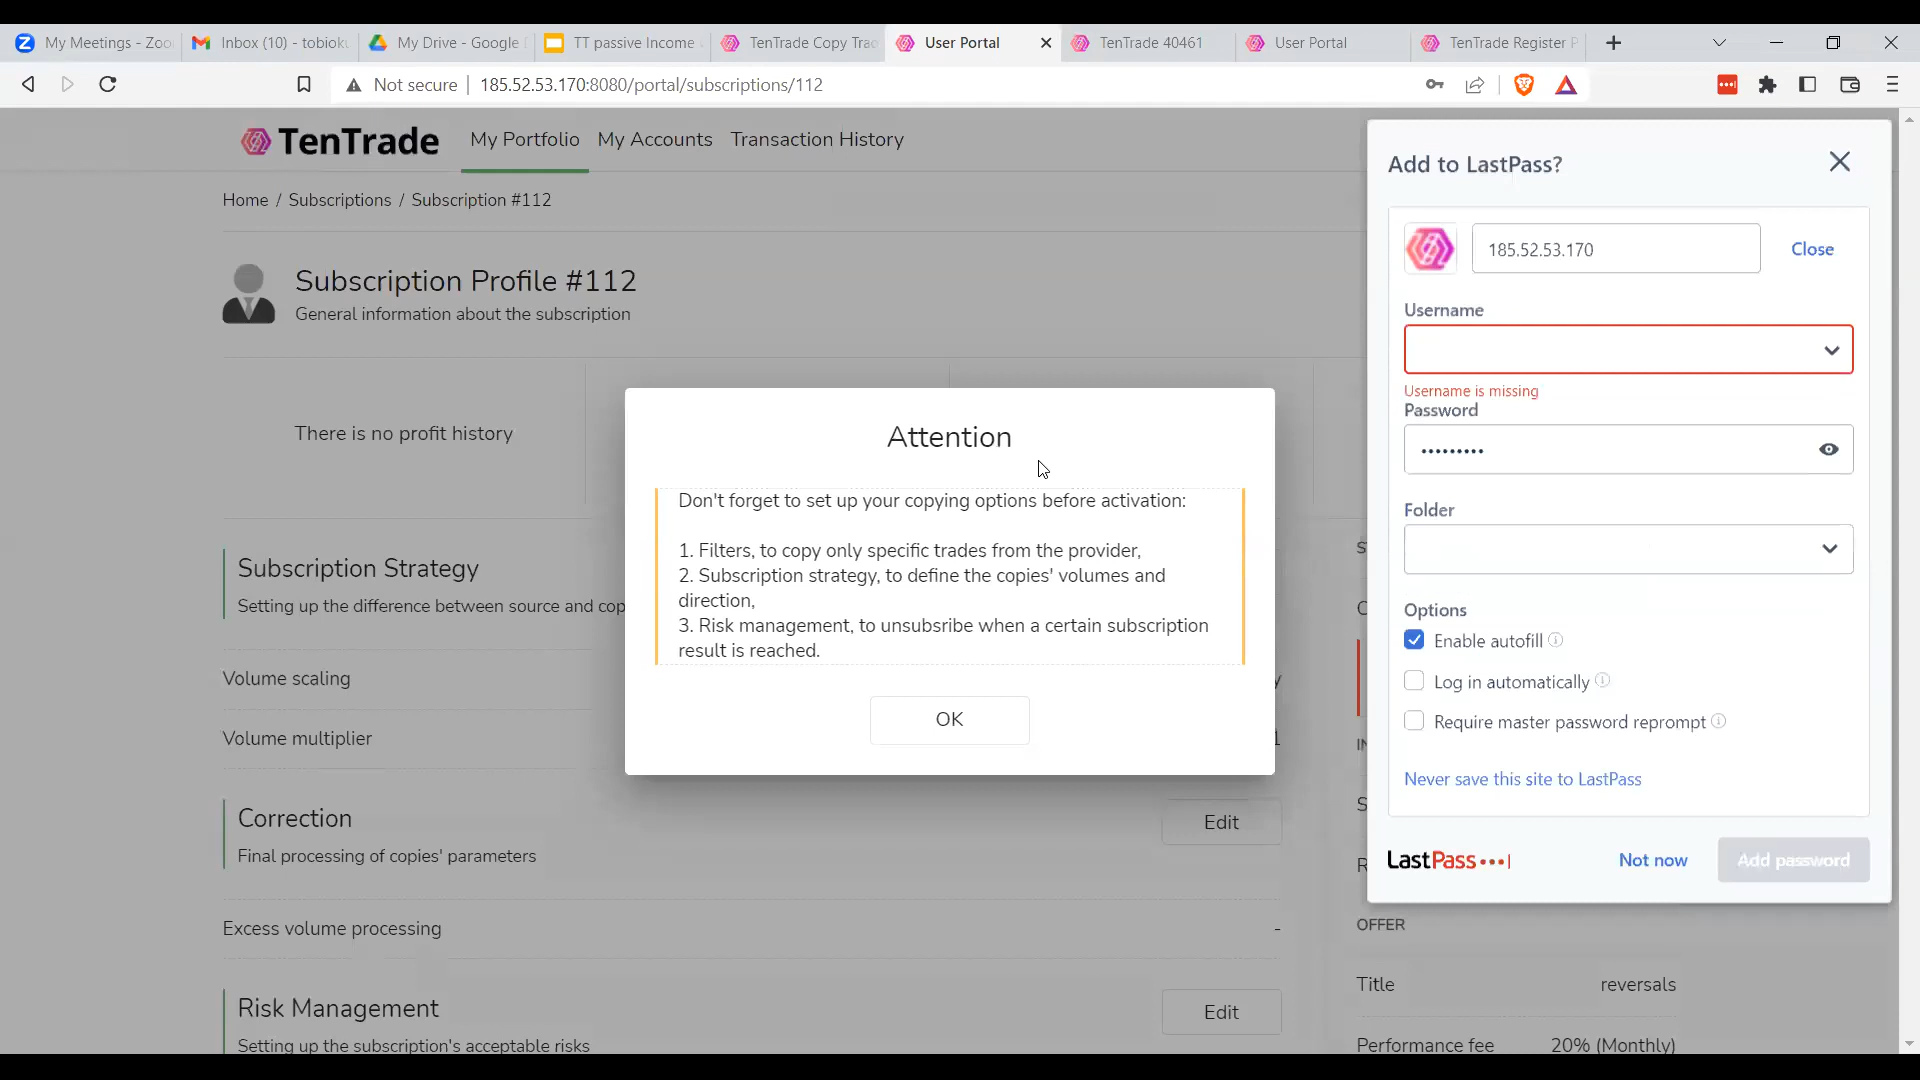 My Meetings - Zoo
Inbox (10) - tobioku
My Drive - Google
TT passive Income
TenTrade Copy Trad
User Portal
TenTrade 40461
User Portal
TenTrade Register P
Not secure
185.52.53.170:8080/portal/subscriptions/112
TenTrade
My Portfolio
My Accounts
Transaction History
Home / Subscriptions / Subscription #112
Subscription Profile #112
General information about the subscription
There is no profit history
Subscription Strategy
Setting up the difference between source and cop
Volume scaling
y
Volume multiplier
1
Correction
Edit
Final processing of copies' parameters
Excess volume processing
-
Risk Management
Edit
Setting up the subscription's acceptable risks
Attention
Don't forget to set up your copying options before activation:
1. Filters, to copy only specific trades from the provider,
2. Subscription strategy, to define the copies' volumes and
direction,
3. Risk management, to unsubsribe when a certain subscription
result is reached.
OK
OFFER
Title
reversals
Performance fee
20% (Monthly)
Add to LastPass?
185.52.53.170
Close
Username
Username is missing
Password
•••••••••
Folder
Options
Enable autofill
Log in automatically
Require master password reprompt
Never save this site to LastPass
LastPass
Not now
Add password